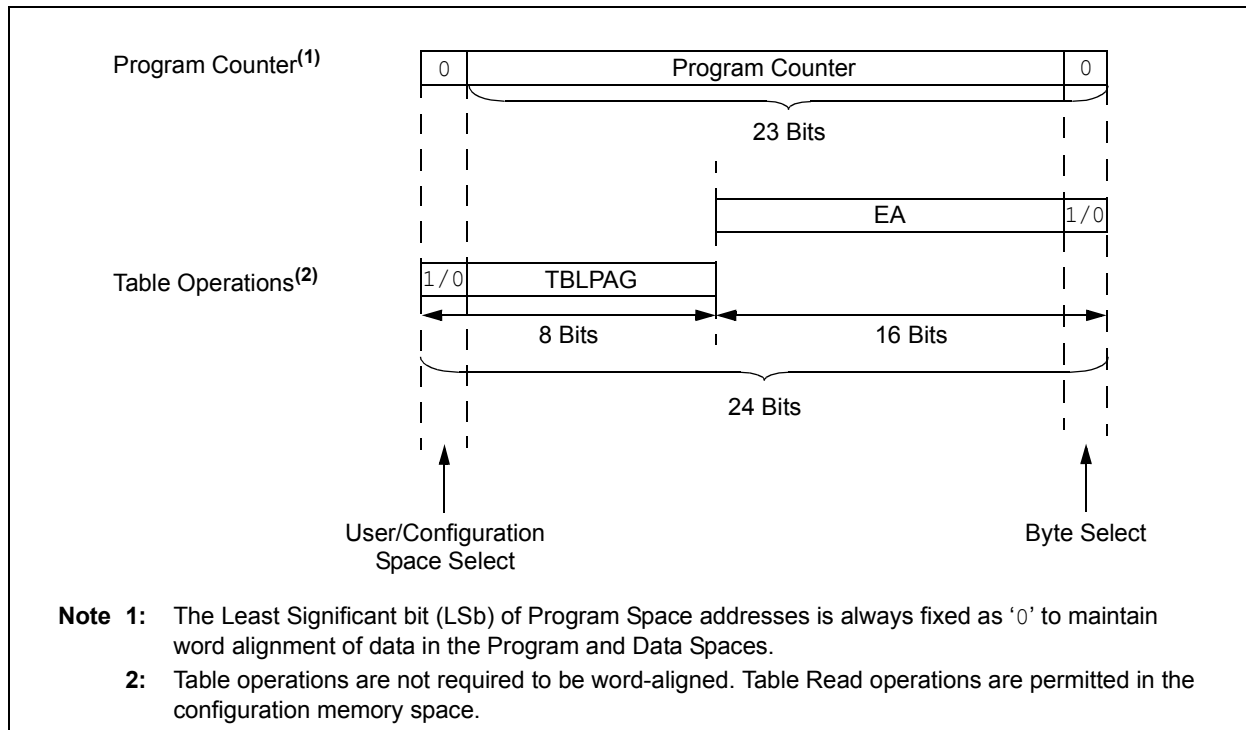 Program Counter(1)
0
Program Counter
0
23 Bits
EA
1/0
Table Operations(2)
1/0
TBLPAG
8 Bits
16 Bits
24 Bits
User/Configuration
Space Select
Byte Select
Note 1: The Least Significant bit (LSb) of Program Space addresses is always fixed as ‘0’ to maintain
word alignment of data in the Program and Data Spaces.
2: Table operations are not required to be word-aligned. Table Read operations are permitted in the
configuration memory space.